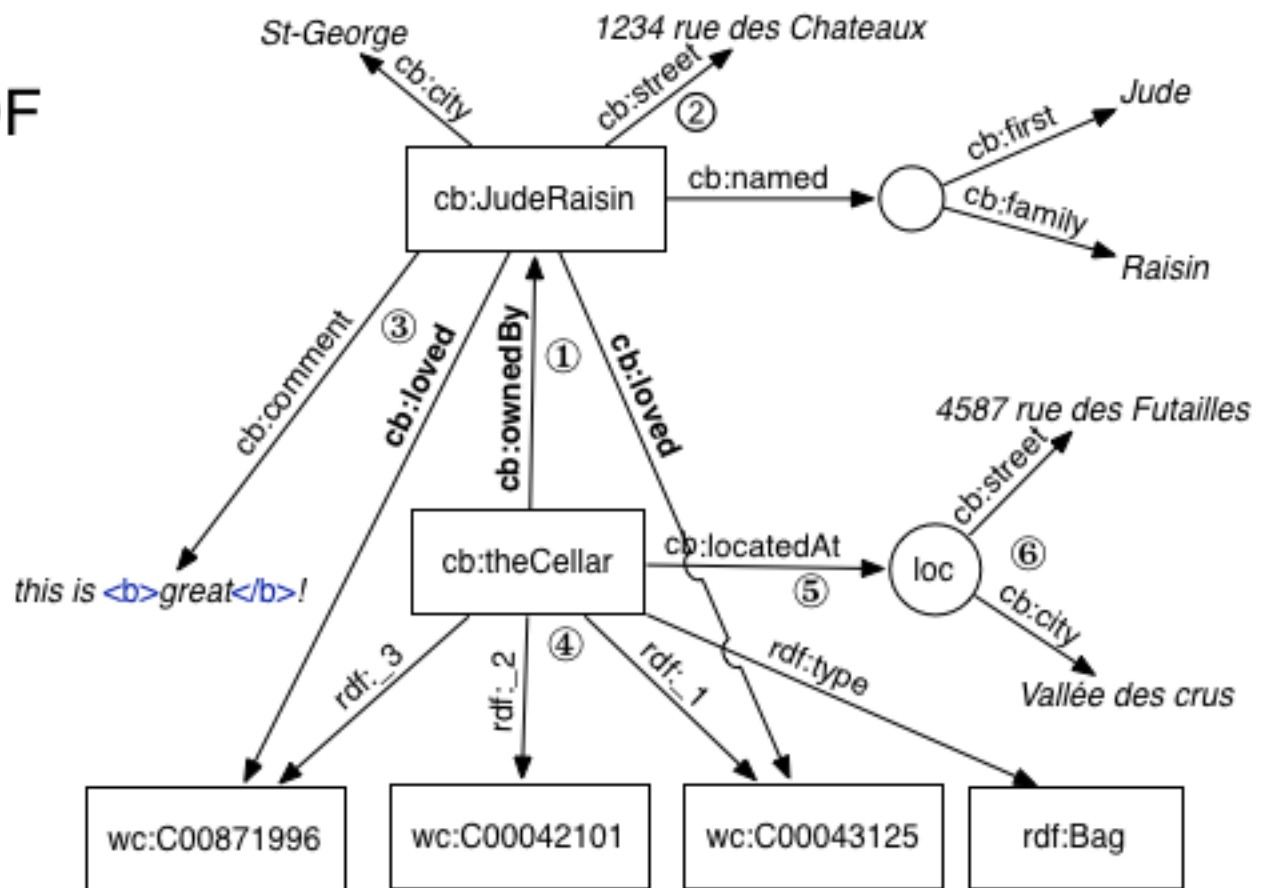 St-George
1234 rue des Chateaux
cb:city
cb:street
②
F
Jude
cb:first
cb:JudeRaisin
cb:named
cb:family
Raisin
cb:comment
③
cb:loved
cb:ownedBy
①
cb:loved
4587 rue des Futailles
cb:street
cb:theCellar
cb:locatedAt
⑤
loc
⑥
cb:city
this is <b>great</b>!
Vallée des crus
rdf:_3
rdf:_2
④
rdf:_1
rdf:type
wc:C00871996
wc:C00042101
wc:C00043125
rdf:Bag